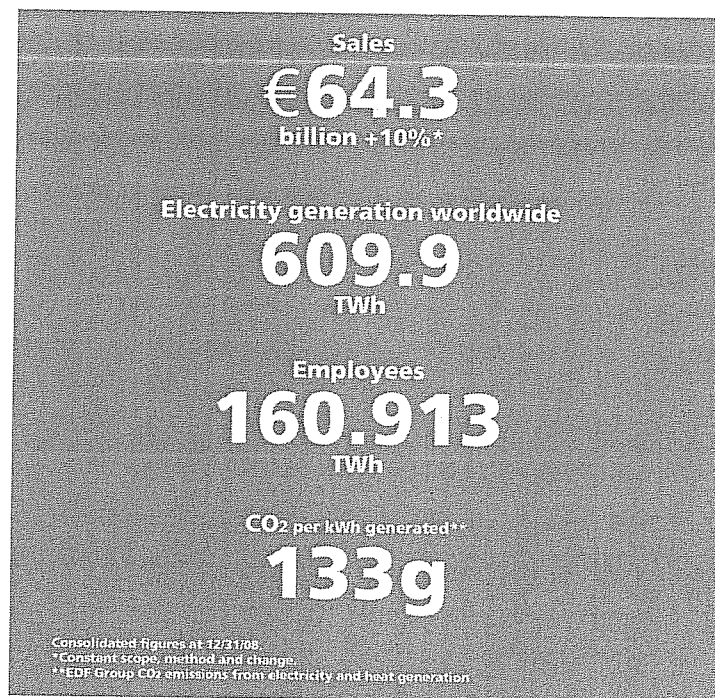 Sales
€64.3
billion +10%*
Electricity generation worldwide
609.9
TWh
Employees
160.913
TWh
CO2 per kWh generated**
133g
Consolidated figures at 12/31/08.
*Constant scope, method and change.
**EDF Group CO2 emissions from electricity and heat generation